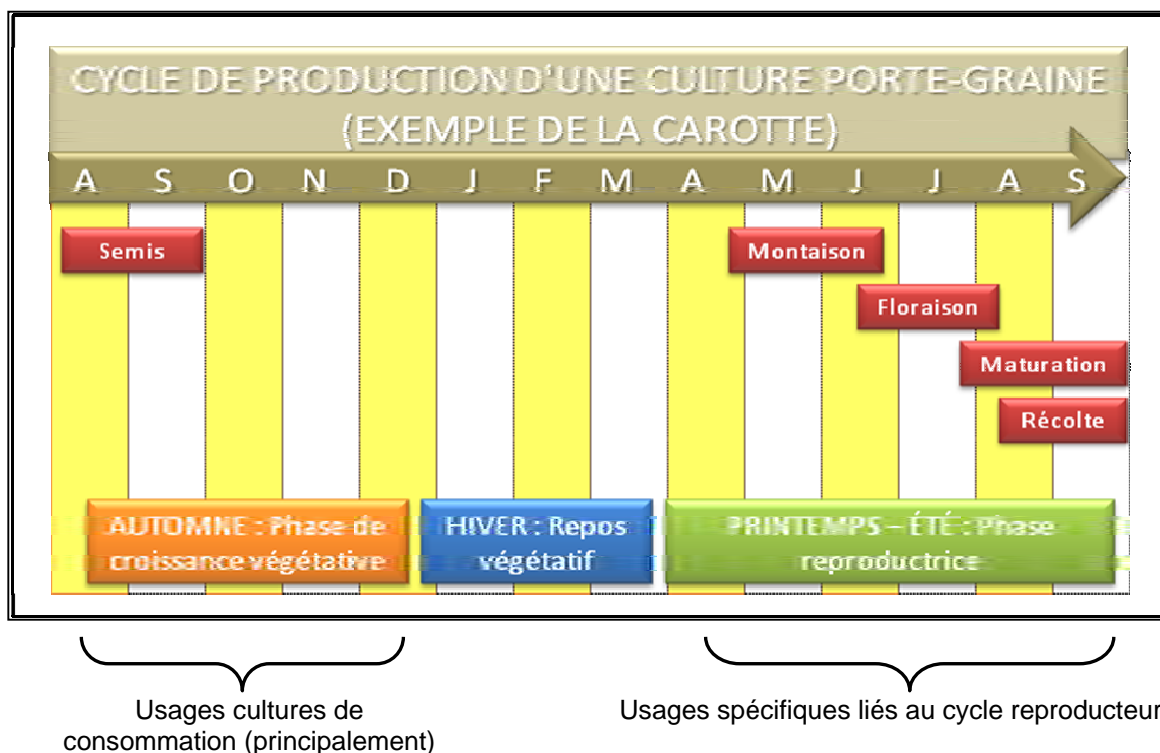 CYCLE DE PRODUCTION D'UNE CULTURE PORTE-GRAINE
(EXEMPLE DE LA CAROTTE)
A S O N D J F M A M J J A S
Semis
Montaison
Floraison
Maturation
Récolte
AUTOMNE : Phase de
croissance végétative
HIVER : Repos
végétatif
PRINTEMPS – ÉTÉ : Phase
reproductrice
Usages cultures de
consommation (principalement)
Usages spécifiques liés au cycle reproducteur